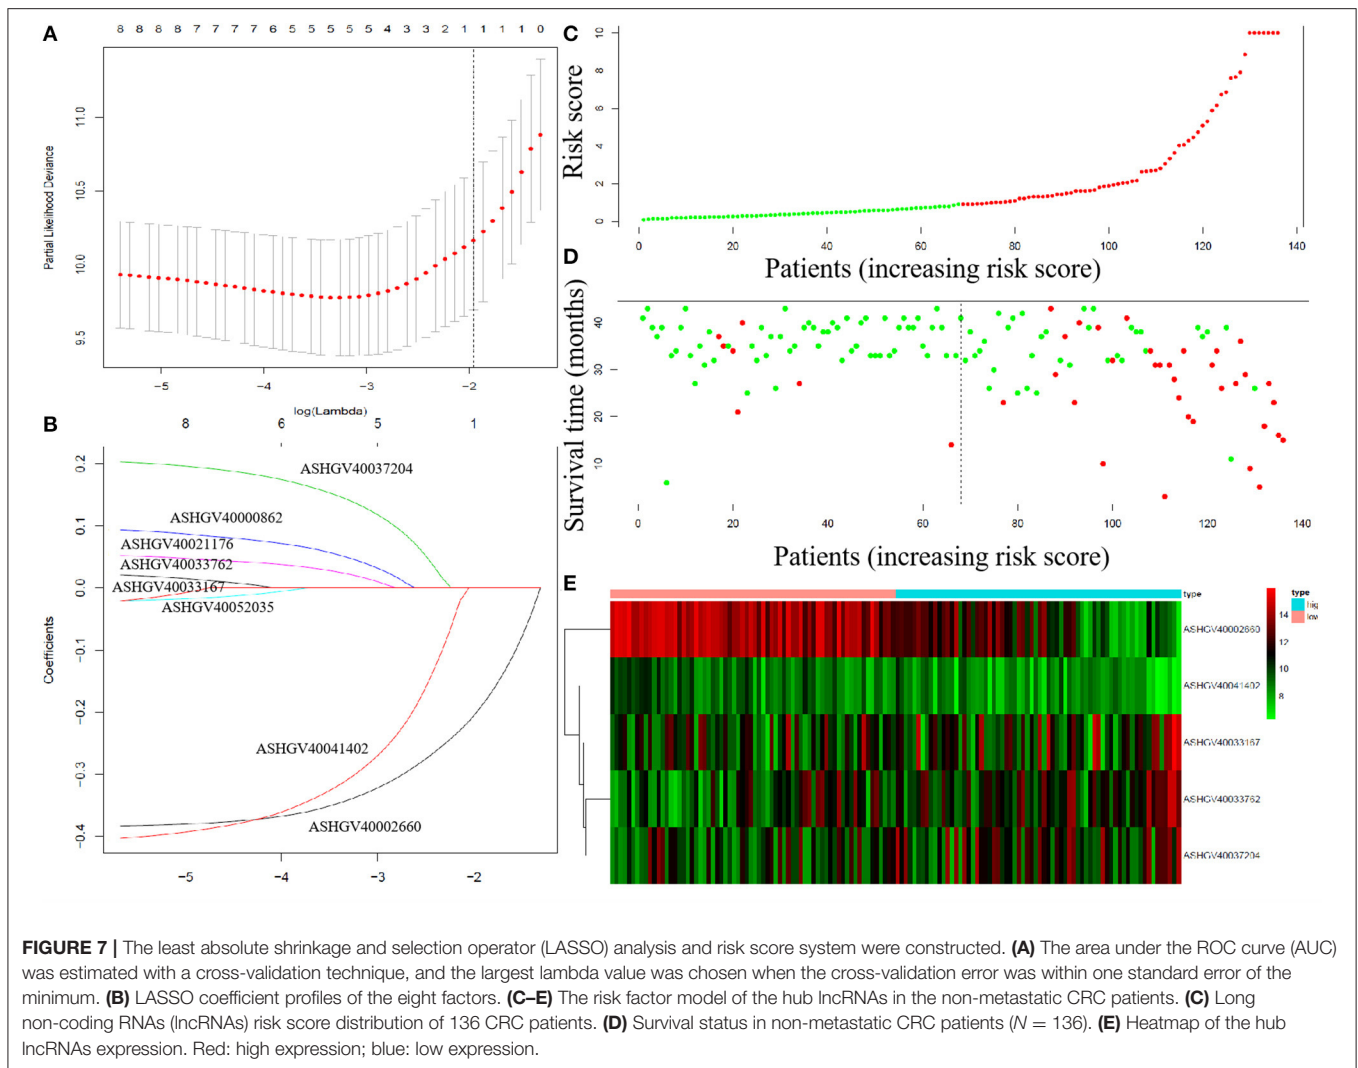 A
8 8 8 8 7 7 7 7 6 5 5 5 5 5 4 3 3 2 1 1 1 1 0
Partial Likelihood Deviance
11.0
10.5
10.0
9.5
−5 −4 −3 −2
log(Lambda)
B
8 6 5 1
Coefficients
0.2
0.1
0.0
−0.1
−0.2
−0.3
−0.4
ASHGV40037204
ASHGV40000862
ASHGV40021176
ASHGV40033762
ASHGV40033167
ASHGV40052035
ASHGV40041402
ASHGV40002660
−5 −4 −3 −2
C
Risk score
10
8
6
4
2
0
0 20 40 60 80 100 120 140
Patients (increasing risk score)
D
Survival time (months)
40
30
20
10
0 20 40 60 80 100 120 140
Patients (increasing risk score)
E
type
ASHGV40002660
ASHGV40041402
ASHGV40033167
ASHGV40033762
ASHGV40037204
14
12
10
8
type
hig
low
FIGURE 7 | The least absolute shrinkage and selection operator (LASSO) analysis and risk score system were constructed. (A) The area under the ROC curve (AUC)
was estimated with a cross-validation technique, and the largest lambda value was chosen when the cross-validation error was within one standard error of the
minimum. (B) LASSO coefficient profiles of the eight factors. (C–E) The risk factor model of the hub lncRNAs in the non-metastatic CRC patients. (C) Long
non-coding RNAs (lncRNAs) risk score distribution of 136 CRC patients. (D) Survival status in non-metastatic CRC patients (N = 136). (E) Heatmap of the hub
lncRNAs expression. Red: high expression; blue: low expression.